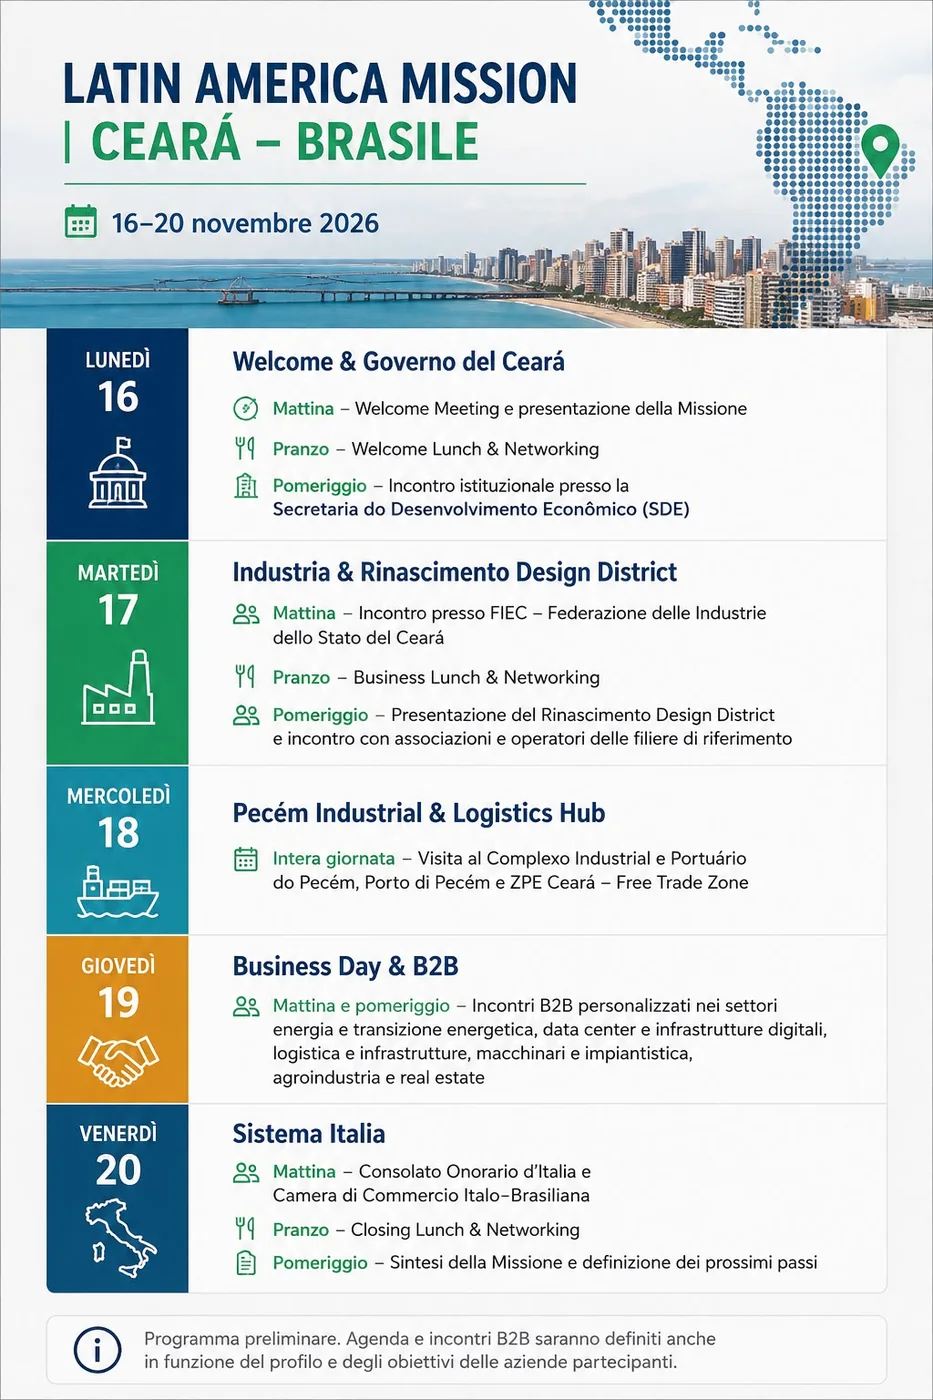 LATIN AMERICA MISSION
| CEARÁ – BRASILE
16–20 novembre 2026
LUNEDÌ
16
Welcome & Governo del Ceará
Mattina – Welcome Meeting e presentazione della Missione
Pranzo – Welcome Lunch & Networking
Pomeriggio – Incontro istituzionale presso la
Secretaria do Desenvolvimento Econômico (SDE)
MARTEDÌ
17
Industria & Rinascimento Design District
Mattina – Incontro presso FIEC – Federazione delle Industrie
dello Stato del Ceará
Pranzo – Business Lunch & Networking
Pomeriggio – Presentazione del Rinascimento Design District
e incontro con associazioni e operatori delle filiere di riferimento
MERCOLEDÌ
18
Pecém Industrial & Logistics Hub
Intera giornata – Visita al Complexo Industrial e Portuário
do Pecém, Porto di Pecém e ZPE Ceará – Free Trade Zone
GIOVEDÌ
19
Business Day & B2B
Mattina e pomeriggio – Incontri B2B personalizzati nei settori
energia e transizione energetica, data center e infrastrutture digitali,
logistica e infrastrutture, macchinari e impiantistica,
agroindustria e real estate
VENERDÌ
20
Sistema Italia
Mattina – Consolato Onorario d'Italia e
Camera di Commercio Italo-Brasiliana
Pranzo – Closing Lunch & Networking
Pomeriggio – Sintesi della Missione e definizione dei prossimi passi
Programma preliminare. Agenda e incontri B2B saranno definiti anche
in funzione del profilo e degli obiettivi delle aziende partecipanti.